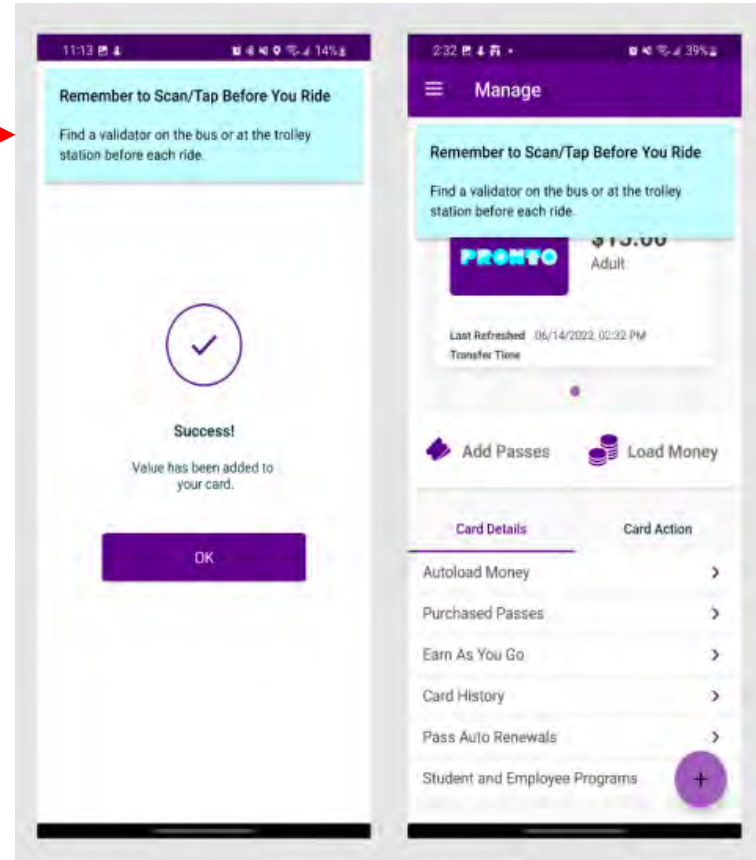 11:13
14%
Remember to Scan/Tap Before You Ride
Find a validator on the bus or at the trolley
station before each ride.
Success!
Value has been added to
your card.
OK
2:32
39%
Manage
Remember to Scan/Tap Before You Ride
Find a validator on the bus or at the trolley
station before each ride.
PRONTO
Adult
Last Refreshed 06/14/2022, 02:32 PM
Transfer Time
Add Passes
Load Money
Card Details
Card Action
Autoload Money
Purchased Passes
Earn As You Go
Card History
Pass Auto Renewals
Student and Employee Programs
+